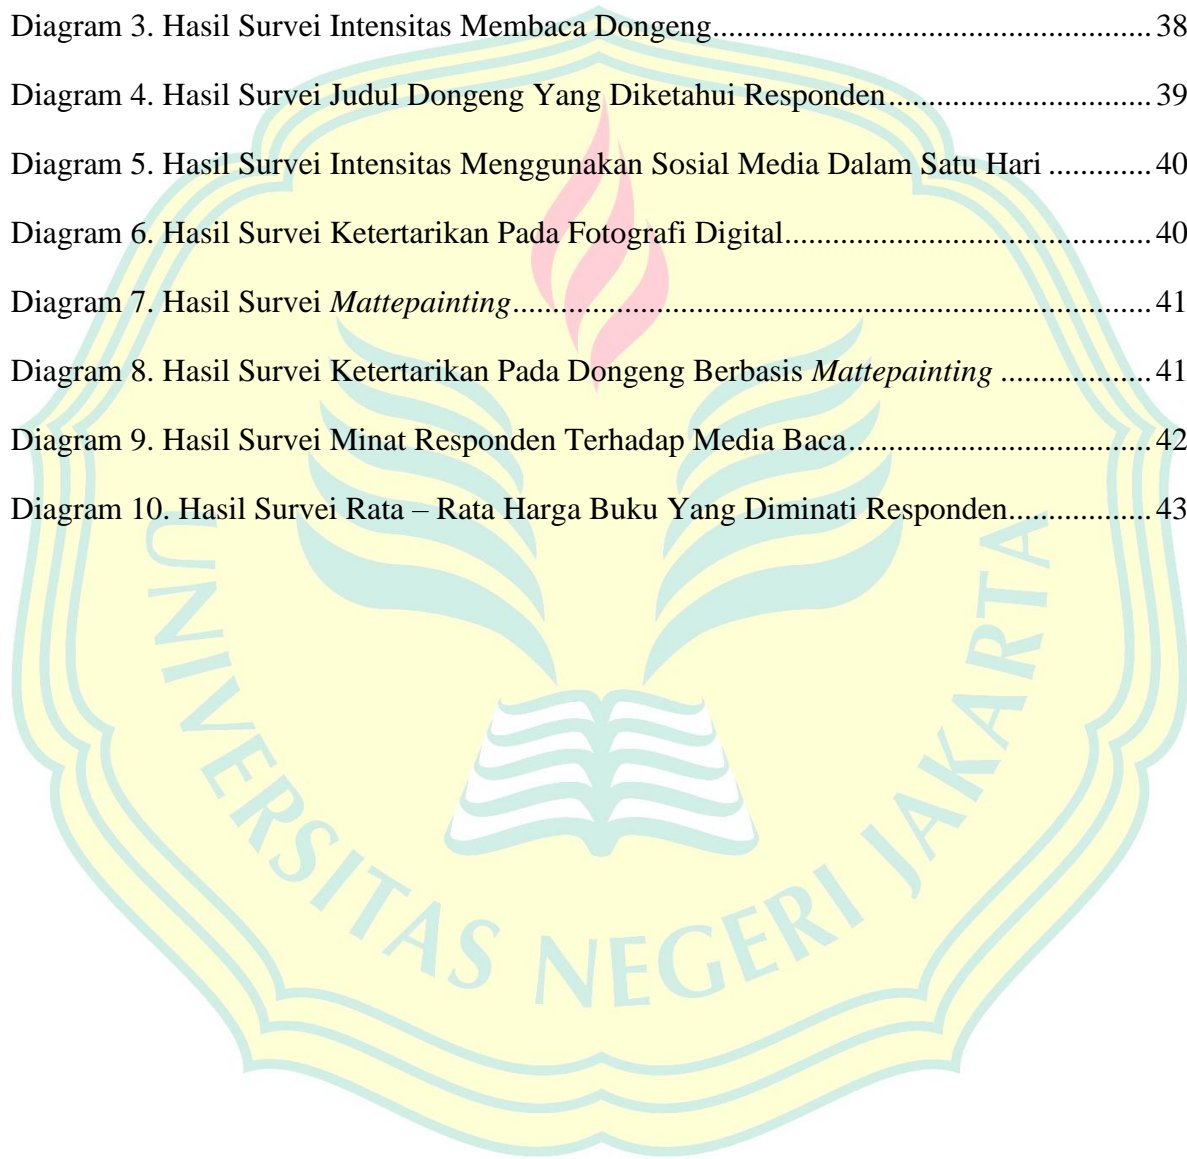 Diagram 3. Hasil Survei Intensitas Membaca Dongeng....................................................... 38
Diagram 4. Hasil Survei Judul Dongeng Yang Diketahui Responden................................. 39
Diagram 5. Hasil Survei Intensitas Menggunakan Sosial Media Dalam Satu Hari ............. 40
Diagram 6. Hasil Survei Ketertarikan Pada Fotografi Digital.............................................. 40
Diagram 7. Hasil Survei Mattepainting................................................................................ 41
Diagram 8. Hasil Survei Ketertarikan Pada Dongeng Berbasis Mattepainting ................... 41
Diagram 9. Hasil Survei Minat Responden Terhadap Media Baca...................................... 42
Diagram 10. Hasil Survei Rata – Rata Harga Buku Yang Diminati Responden.................. 43
UNIVERSITAS NEGERI JAKARTA